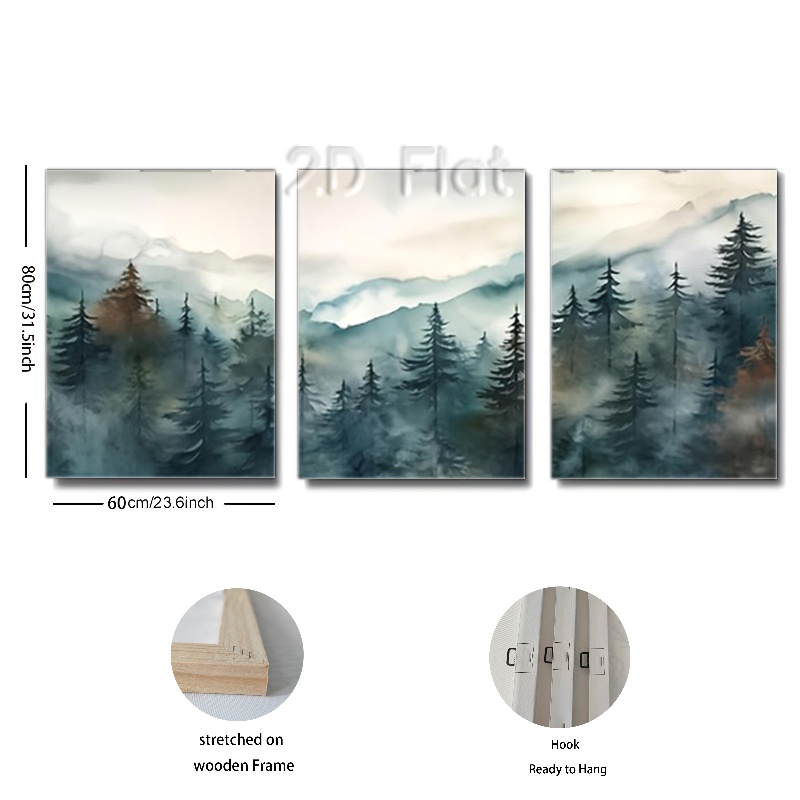 2D Flat
80cm/31.5inch
60cm/23.6inch
stretched on
wooden Frame
Hook
Ready to Hang